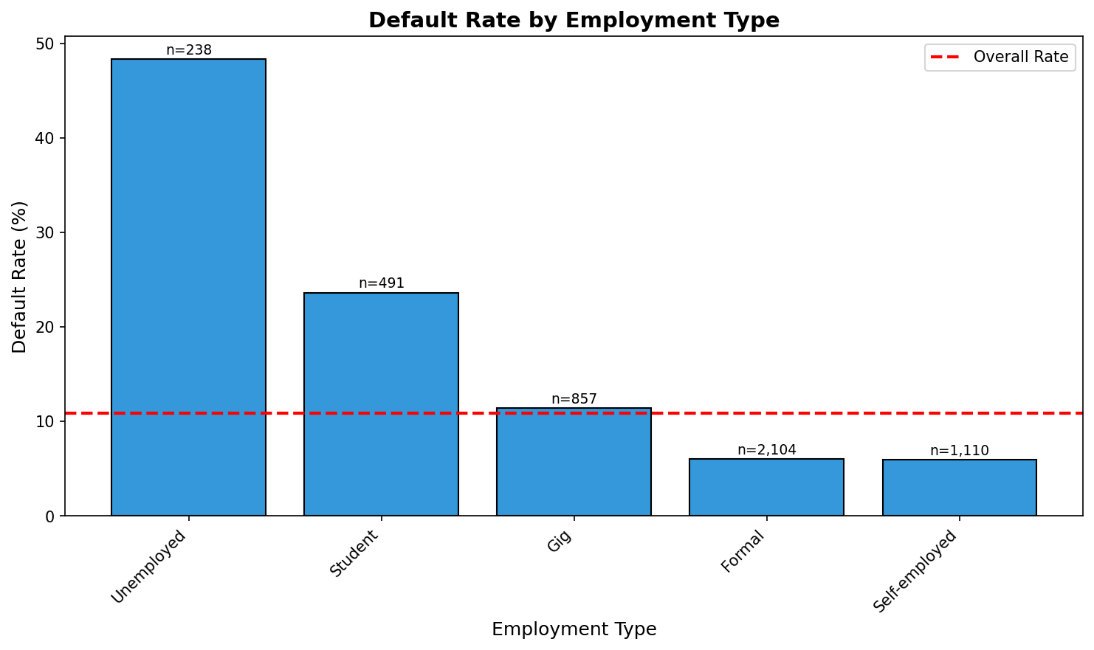 Default Rate by Employment Type
Overall Rate
Default Rate (%)
50
40
30
20
10
0
n=238
n=491
n=857
n=2,104
n=1,110
Unemployed
Student
Gig
Formal
Self-employed
Employment Type